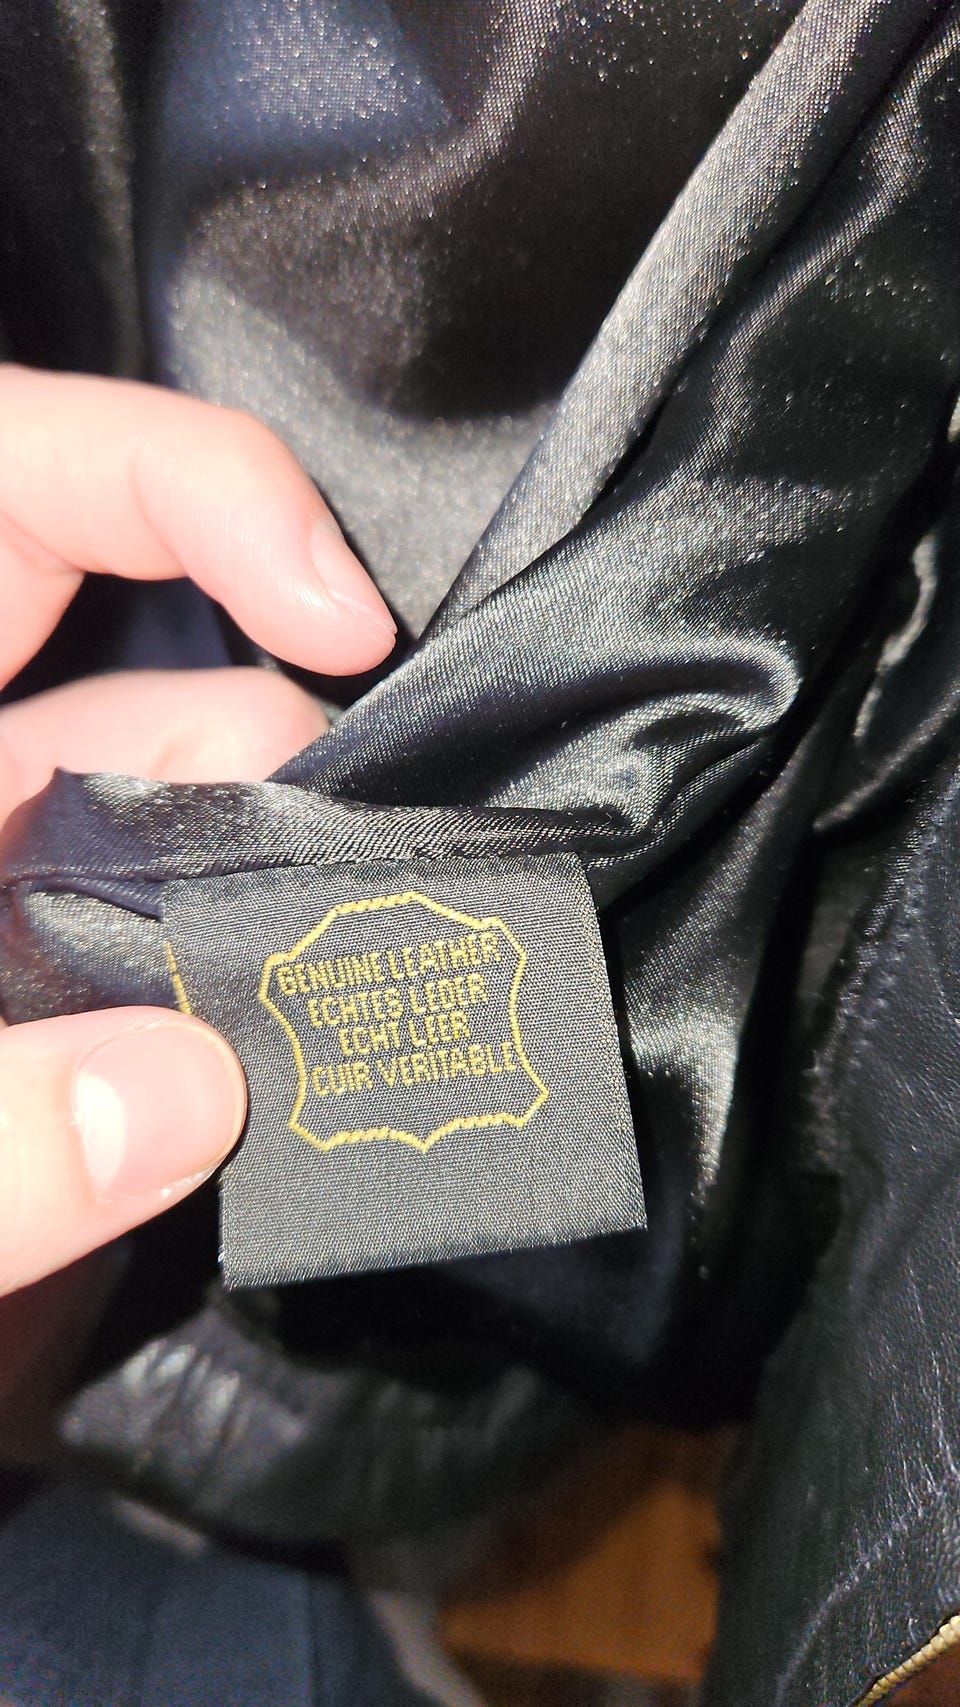 GENUINE LEATHER
ECHTES LEDER
ECHT LEER
CUIR VERITABLE